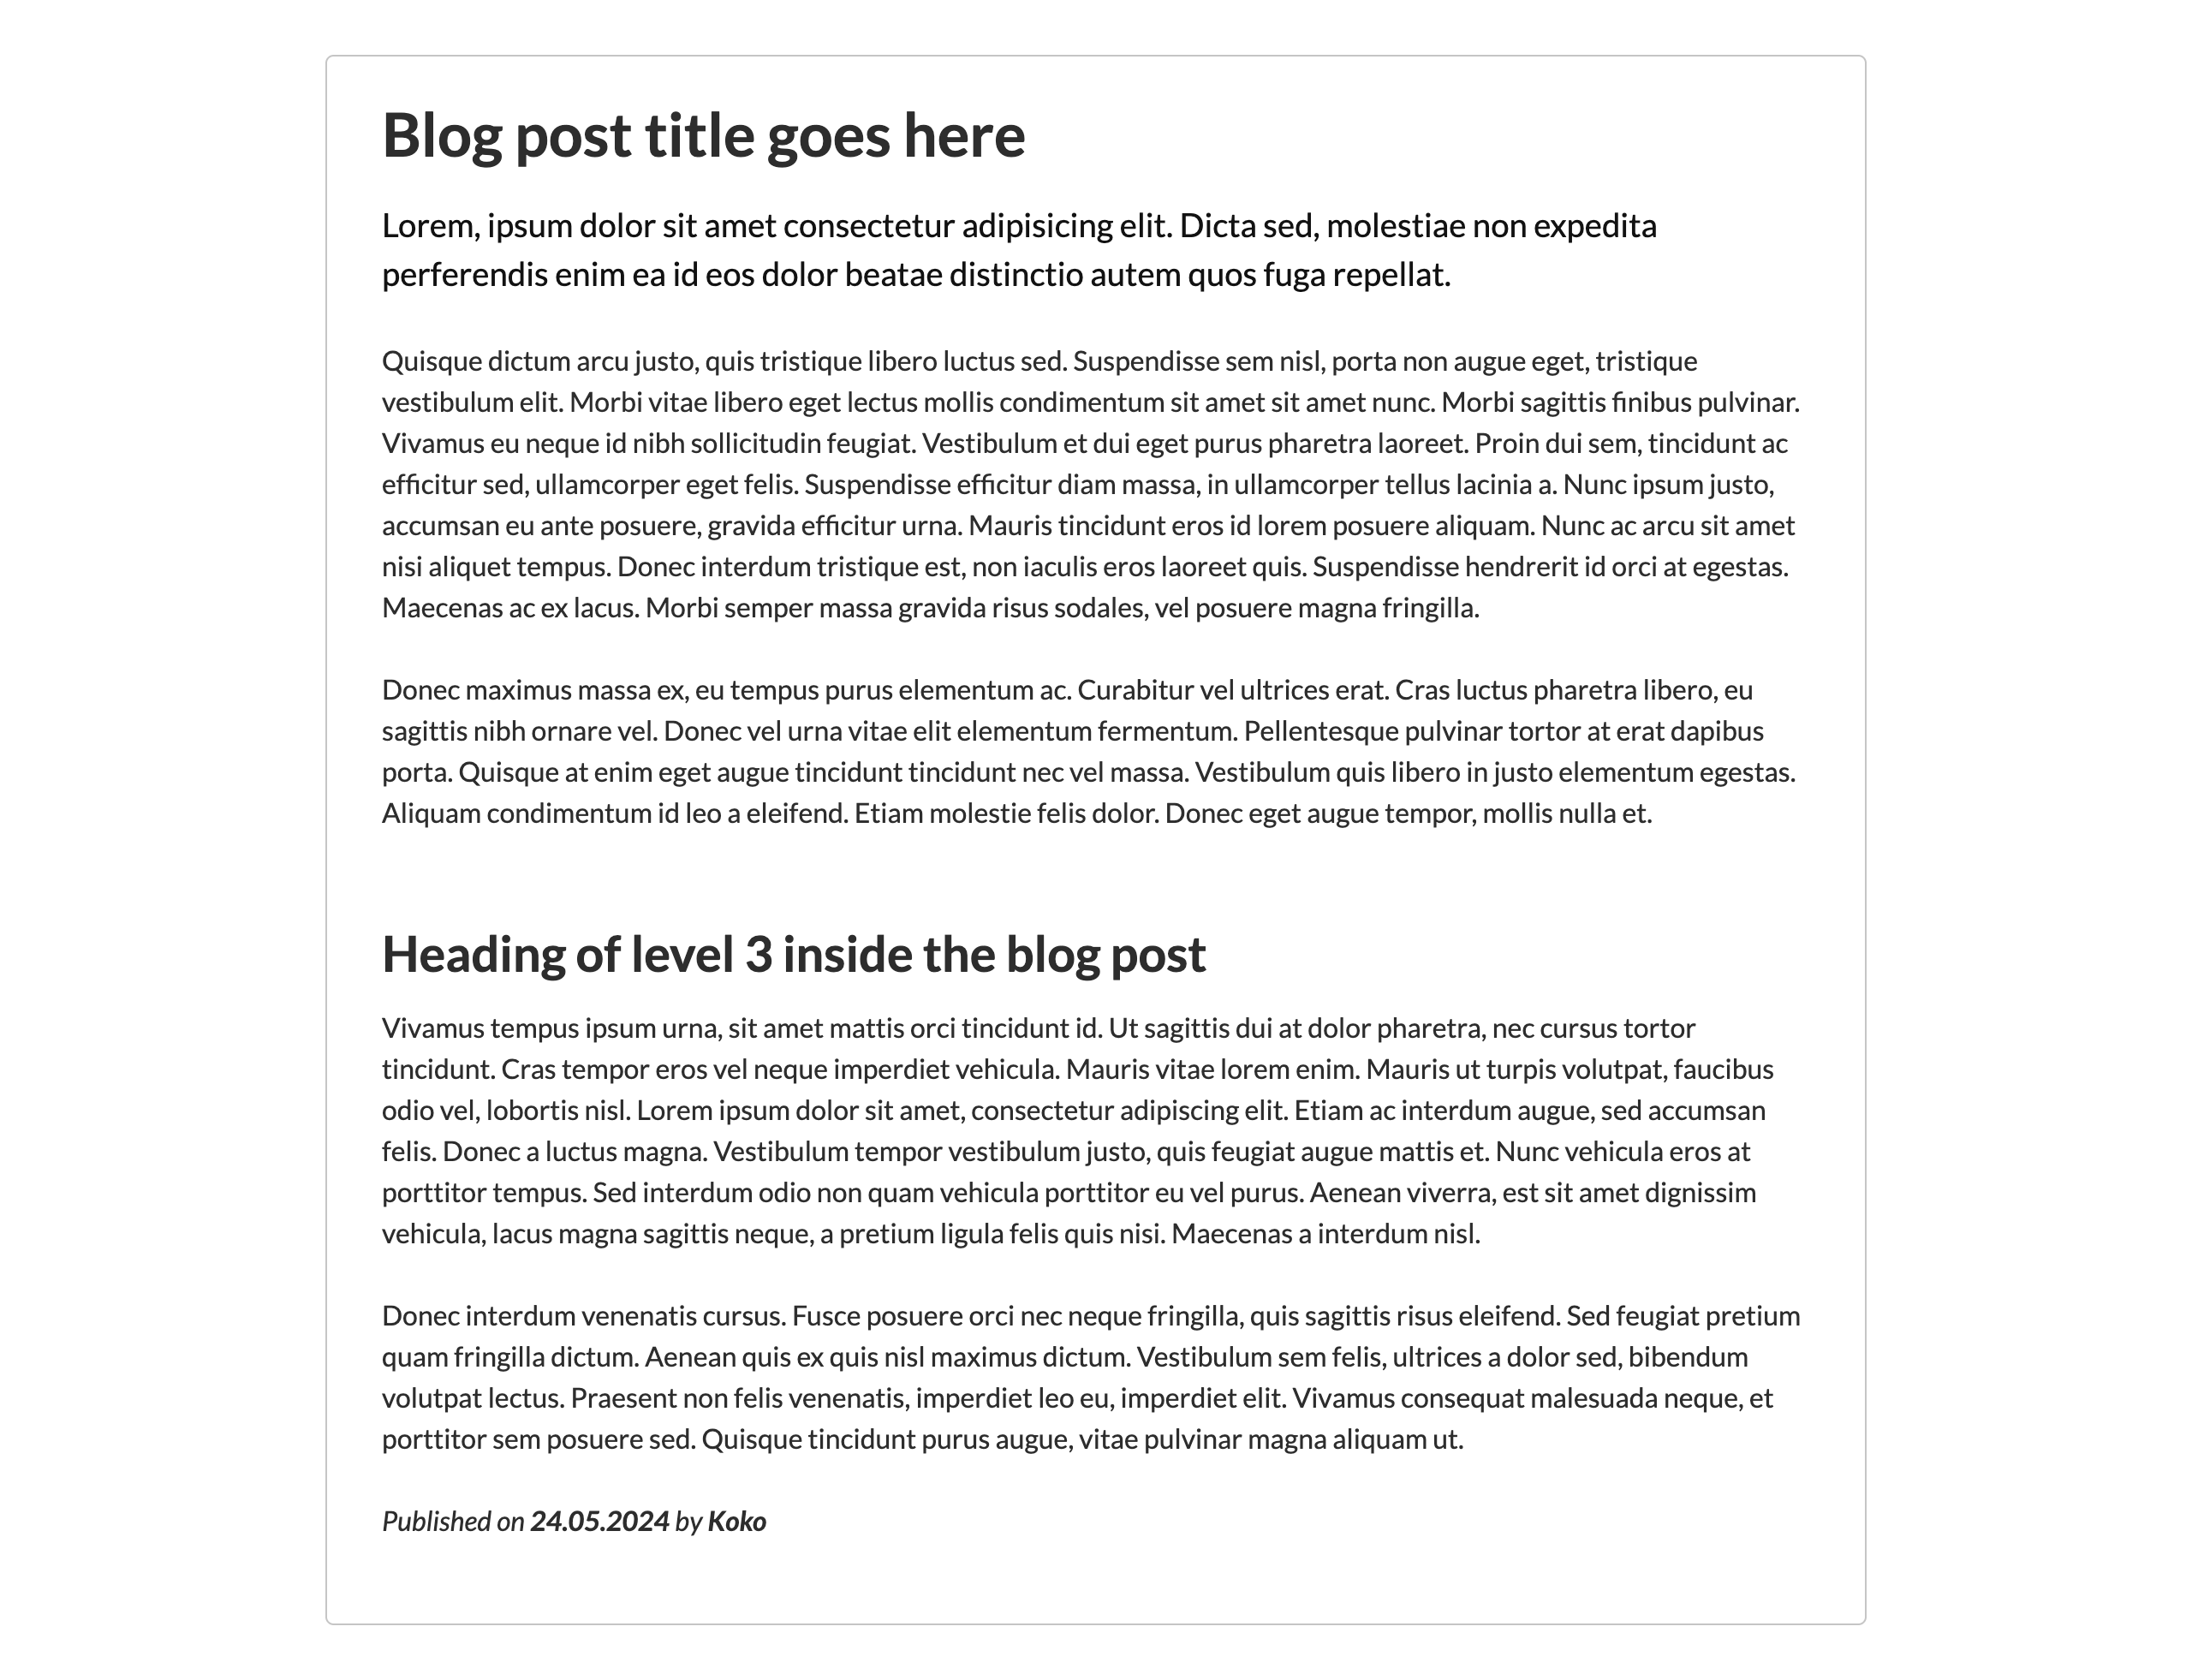 Blog post title goes here
Lorem, ipsum dolor sit amet consectetur adipisicing elit. Dicta sed, molestiae non expedita
perferendis enim ea id eos dolor beatae distinctio autem quos fuga repellat.
Quisque dictum arcu justo, quis tristique libero luctus sed. Suspendisse sem nisl, porta non augue eget, tristique
vestibulum elit. Morbi vitae libero eget lectus mollis condimentum sit amet sit amet nunc. Morbi sagittis finibus pulvinar.
Vivamus eu neque id nibh sollicitudin feugiat. Vestibulum et dui eget purus pharetra laoreet. Proin dui sem, tincidunt ac
efficitur sed, ullamcorper eget felis. Suspendisse efficitur diam massa, in ullamcorper tellus lacinia a. Nunc ipsum justo,
accumsan eu ante posuere, gravida efficitur urna. Mauris tincidunt eros id lorem posuere aliquam. Nunc ac arcu sit amet
nisi aliquet tempus. Donec interdum tristique est, non iaculis eros laoreet quis. Suspendisse hendrerit id orci at egestas.
Maecenas ac ex lacus. Morbi semper massa gravida risus sodales, vel posuere magna fringilla.
Donec maximus massa ex, eu tempus purus elementum ac. Curabitur vel ultrices erat. Cras luctus pharetra libero, eu
sagittis nibh ornare vel. Donec vel urna vitae elit elementum fermentum. Pellentesque pulvinar tortor at erat dapibus
porta. Quisque at enim eget augue tincidunt tincidunt nec vel massa. Vestibulum quis libero in justo elementum egestas.
Aliquam condimentum id leo a eleifend. Etiam molestie felis dolor. Donec eget augue tempor, mollis nulla et.
Heading of level 3 inside the blog post
Vivamus tempus ipsum urna, sit amet mattis orci tincidunt id. Ut sagittis dui at dolor pharetra, nec cursus tortor
tincidunt. Cras tempor eros vel neque imperdiet vehicula. Mauris vitae lorem enim. Mauris ut turpis volutpat, faucibus
odio vel, lobortis nisl. Lorem ipsum dolor sit amet, consectetur adipiscing elit. Etiam ac interdum augue, sed accumsan
felis. Donec a luctus magna. Vestibulum tempor vestibulum justo, quis feugiat augue mattis et. Nunc vehicula eros at
porttitor tempus. Sed interdum odio non quam vehicula porttitor eu vel purus. Aenean viverra, est sit amet dignissim
vehicula, lacus magna sagittis neque, a pretium ligula felis quis nisi. Maecenas a interdum nisl.
Donec interdum venenatis cursus. Fusce posuere orci nec neque fringilla, quis sagittis risus eleifend. Sed feugiat pretium
quam fringilla dictum. Aenean quis ex quis nisl maximus dictum. Vestibulum sem felis, ultrices a dolor sed, bibendum
volutpat lectus. Praesent non felis venenatis, imperdiet leo eu, imperdiet elit. Vivamus consequat malesuada neque, et
porttitor sem posuere sed. Quisque tincidunt purus augue, vitae pulvinar magna aliquam ut.
Published on 24.05.2024 by Koko